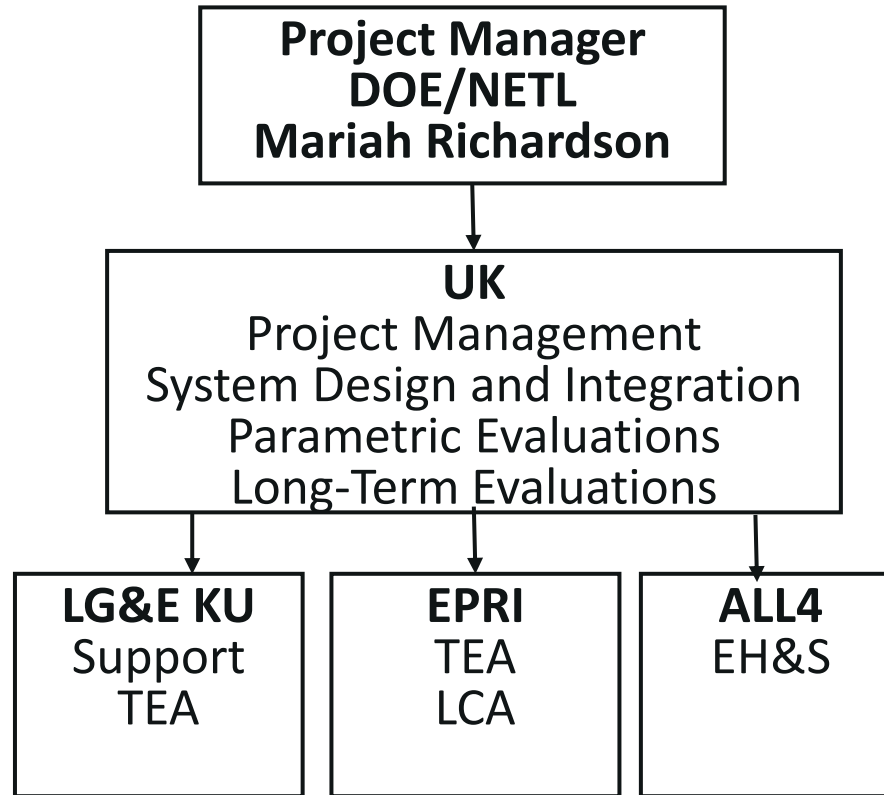 Project Manager
DOE/NETL
Mariah Richardson
UK
Project Management
System Design and Integration
Parametric Evaluations
Long-Term Evaluations
LG&E KU
Support
TEA
EPRI
TEA
LCA
ALL4
EH&S